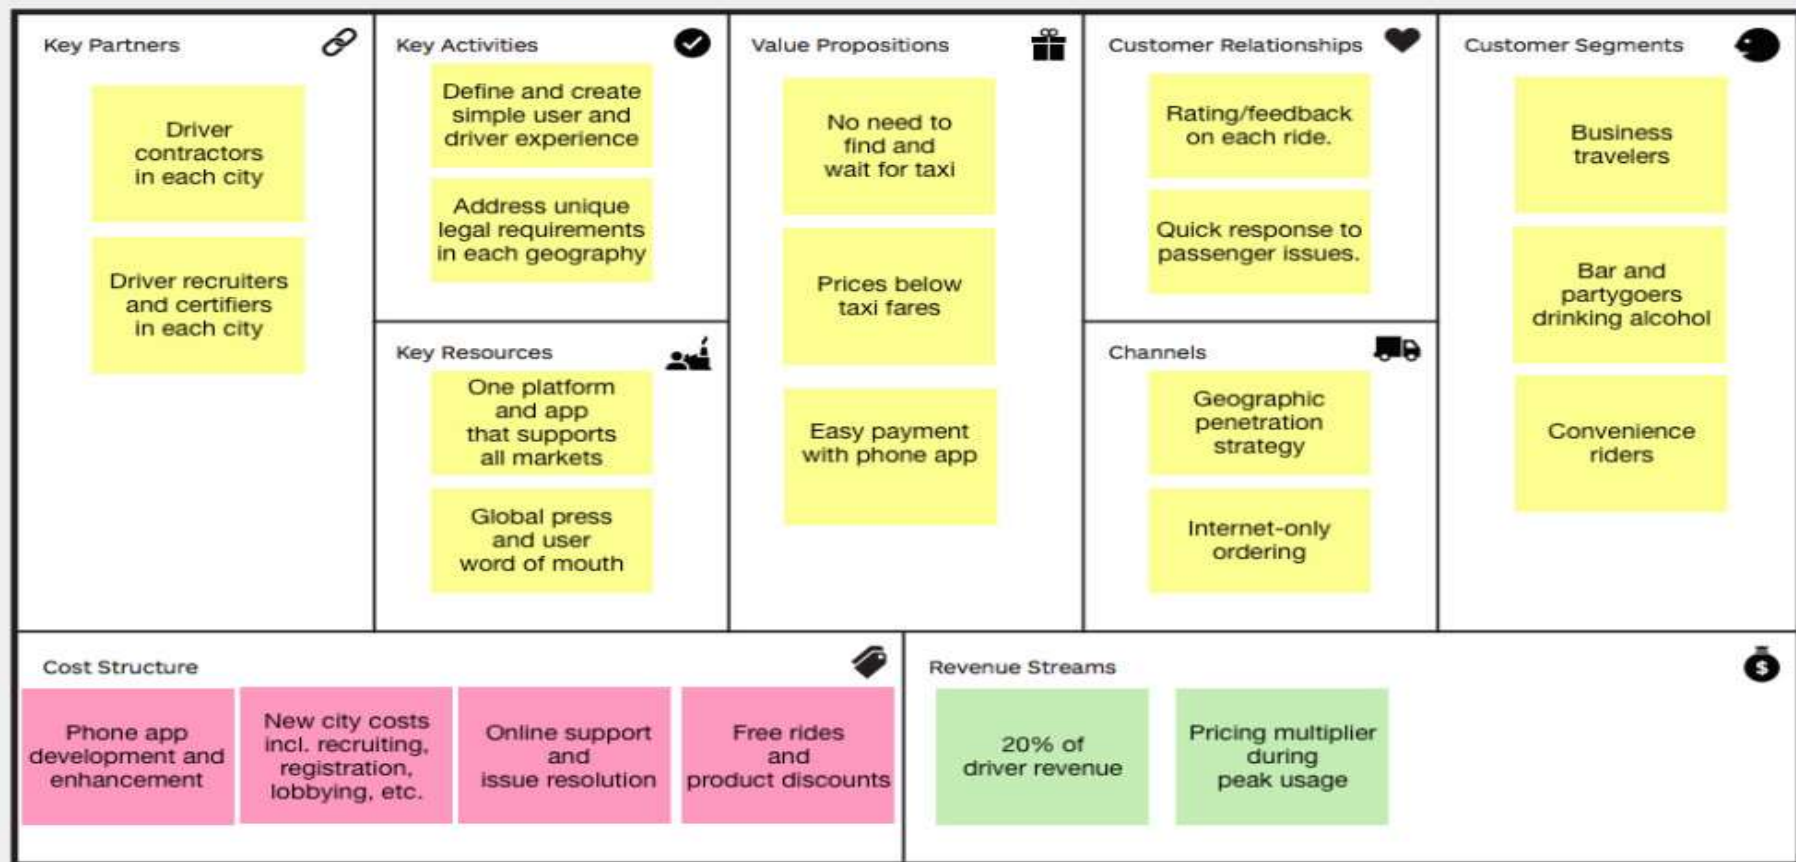 Key Partners
Driver
contractors
in each city
Driver recruiters
and certifiers
in each city
Key Activities
Define and create
simple user and
driver experience
Address unique
legal requirements
in each geography
Key Resources
One platform
and app
that supports
all markets
Global press
and user
word of mouth
Value Propositions
No need to
find and
wait for taxi
Prices below
taxi fares
Easy payment
with phone app
Customer Relationships
Rating/feedback
on each ride.
Quick response to
passenger issues.
Channels
Geographic
penetration
strategy
Internet-only
ordering
Customer Segments
Business
travelers
Bar and
partygoers
drinking alcohol
Convenience
riders
Cost Structure
Phone app
development and
enhancement
New city costs
incl. recruiting,
registration,
lobbying, etc.
Online support
and
issue resolution
Free rides
and
product discounts
Revenue Streams
$
20% of
driver revenue
Pricing multiplier
during
peak usage